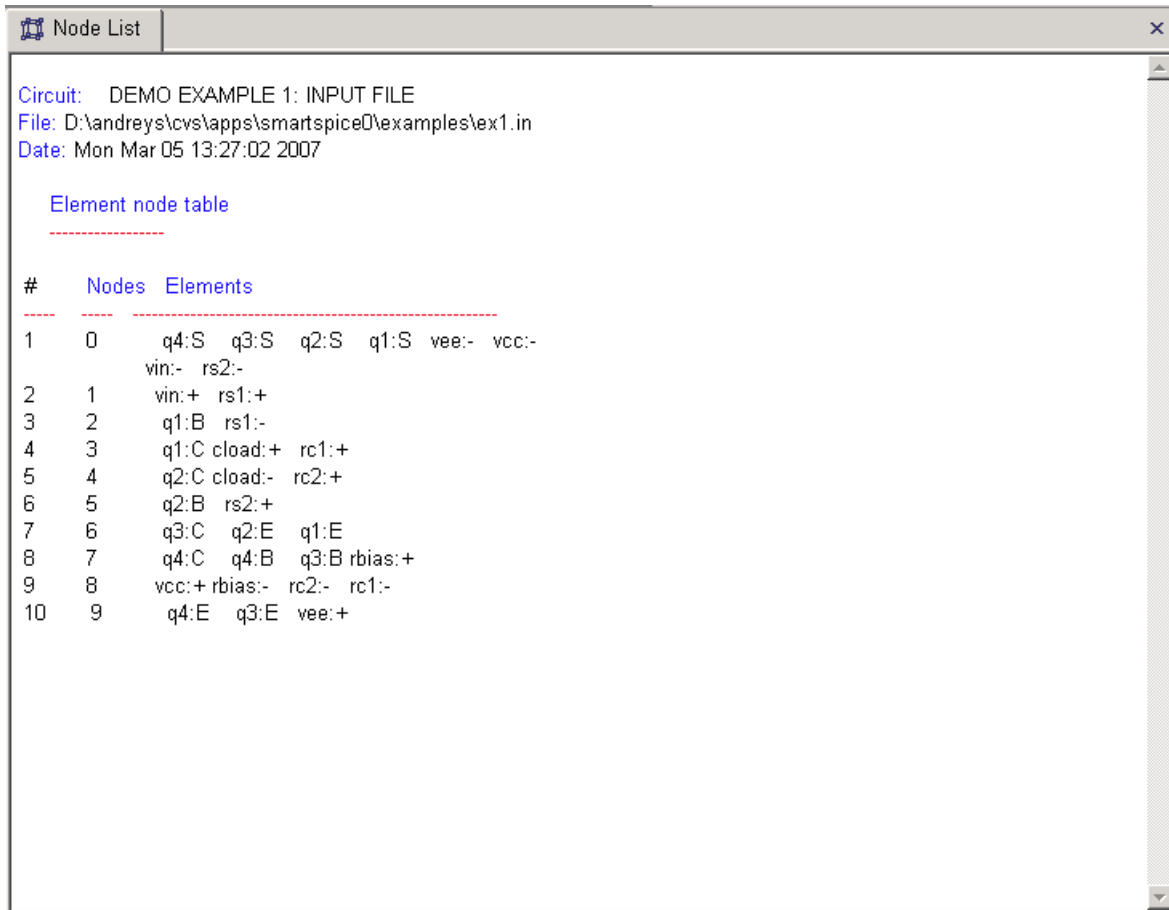 Node List
Circuit: DEMO EXAMPLE 1: INPUT FILE
File: D:\andreys\cvs\apps\smartspice0\examples\ex1.in
Date: Mon Mar 05 13:27:02 2007
Element node table
------------------
# Nodes Elements
----- ----- ---------------------------------------------------------
1 0 q4:S q3:S q2:S q1:S vee:- vcc:-
vin:- rs2:-
2 1 vin:+ rs1:+
3 2 q1:B rs1:-
4 3 q1:C cload:+ rc1:+
5 4 q2:C cload:- rc2:+
6 5 q2:B rs2:+
7 6 q3:C q2:E q1:E
8 7 q4:C q4:B q3:B rbias:+
9 8 vcc:+ rbias:- rc2:- rc1:-
10 9 q4:E q3:E vee:+